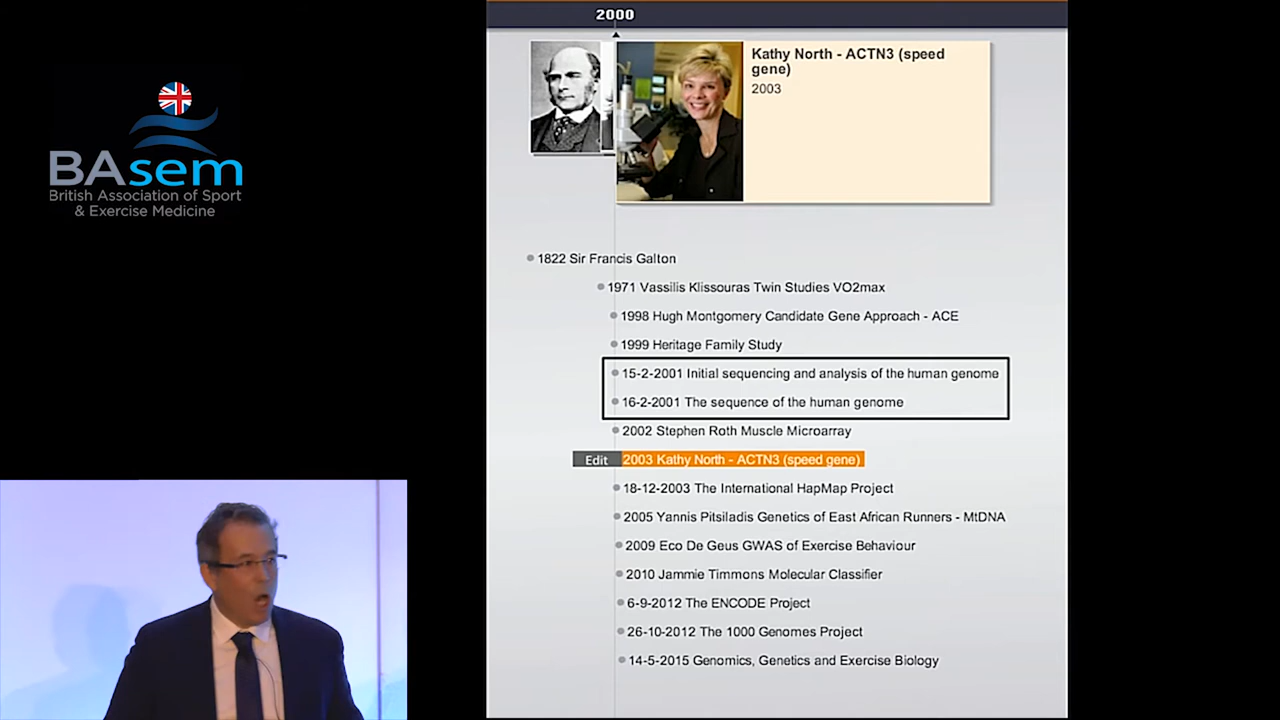 BAsem
British Association of Sport
& Exercise Medicine
2000
Kathy North - ACTN3 (speed
gene)
2003
1822 Sir Francis Galton
1971 Vassilis Klissouras Twin Studies VO2max
1998 Hugh Montgomery Candidate Gene Approach - ACE
1999 Heritage Family Study
15-2-2001 Initial sequencing and analysis of the human genome
16-2-2001 The sequence of the human genome
2002 Stephen Roth Muscle Microarray
Edit 2003 Kathy North - ACTN3 (speed gene)
18-12-2003 The International HapMap Project
2005 Yannis Pitsiladis Genetics of East African Runners - MtDNA
2009 Eco De Geus GWAS of Exercise Behaviour
2010 Jammie Timmons Molecular Classifier
6-9-2012 The ENCODE Project
26-10-2012 The 1000 Genomes Project
14-5-2015 Genomics, Genetics and Exercise Biology